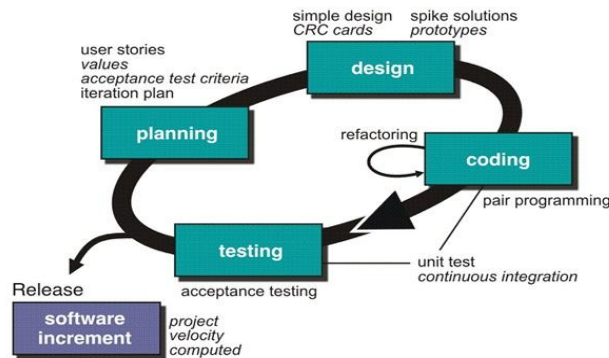 simple design
CRC cards
spike solutions
prototypes
user stories
values
acceptance test criteria
iteration plan
design
planning
refactoring
coding
pair programming
testing
unit test
continuous integration
acceptance testing
Release
software
increment
project
velocity
computed